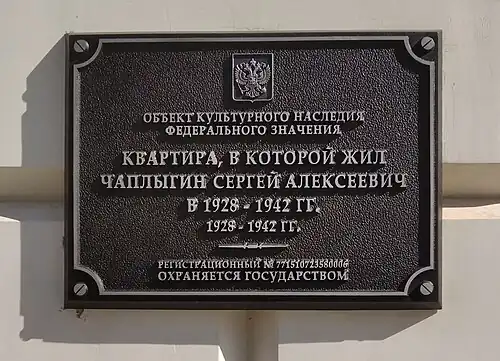 ОБЪЕКТ КУЛЬТУРНОГО НАСЛЕДИЯ
ФЕДЕРАЛЬНОГО ЗНАЧЕНИЯ
КВАРТИРА, В КОТОРОЙ ЖИЛ
ЧАПЛЫГИН СЕРГЕЙ АЛЕКСЕЕВИЧ
В 1928 - 1942 ГГ.
1928 - 1942 ГГ.
РЕГИСТРАЦИОННЫЙ № 771510723580006
ОХРАНЯЕТСЯ ГОСУДАРСТВОМ